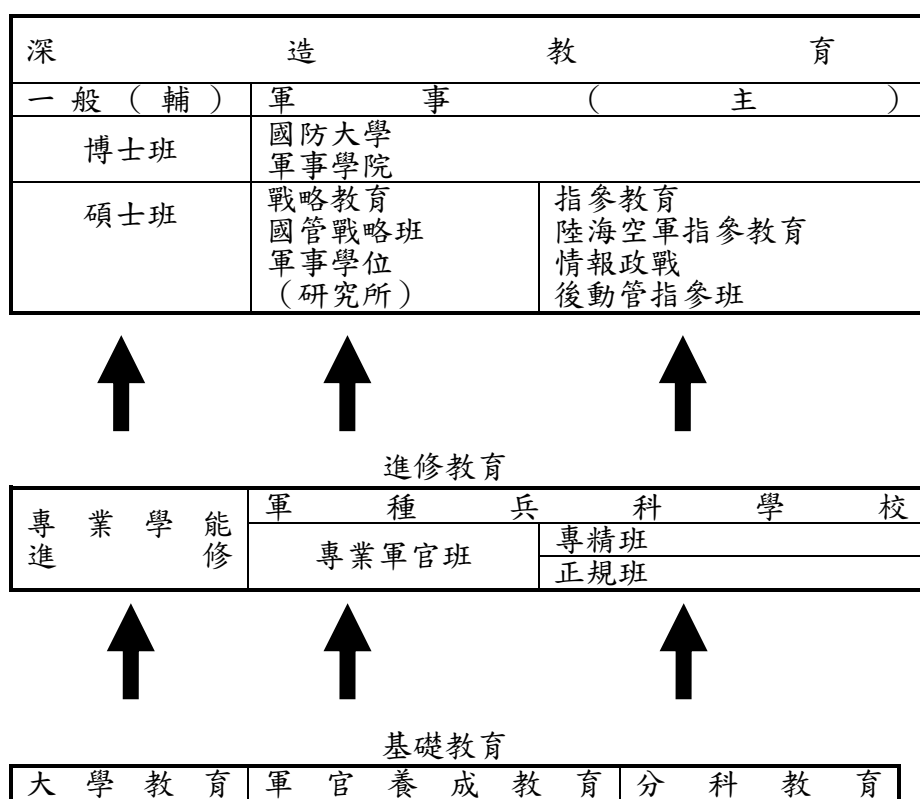 深造教育
一般（輔） 軍事（主）
博士班
國防大學
軍事學院
碩士班
戰略教育
國管戰略班
軍事學位
（研究所）
指參教育
陸海空軍指參教育
情報政戰
後動管指參班
進修教育
專業學能
進修
軍種兵科學校
專業軍官班
專精班
正規班
基礎教育
大學教育 軍官養成教育 分科教育